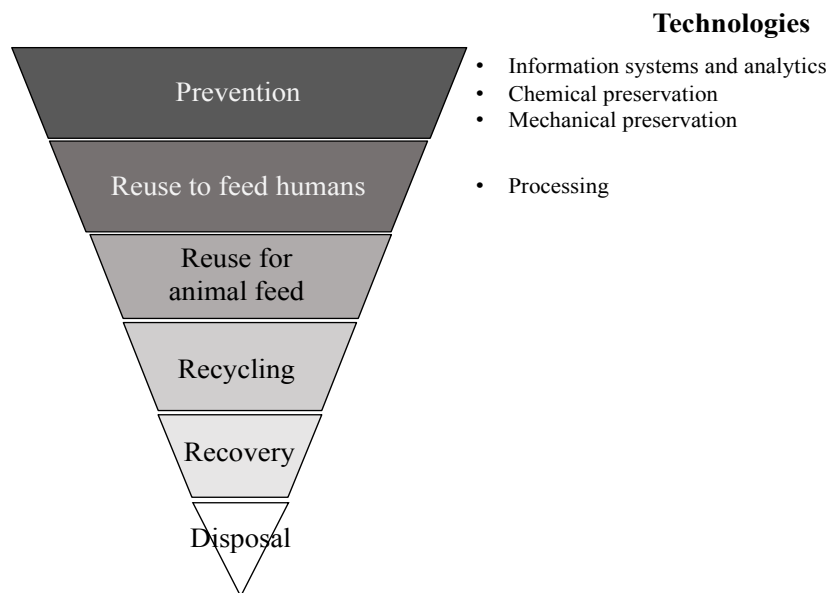 Technologies
Prevention
• Information systems and analytics
• Chemical preservation
• Mechanical preservation
Reuse to feed humans
• Processing
Reuse for
animal feed
Recycling
Recovery
Disposal